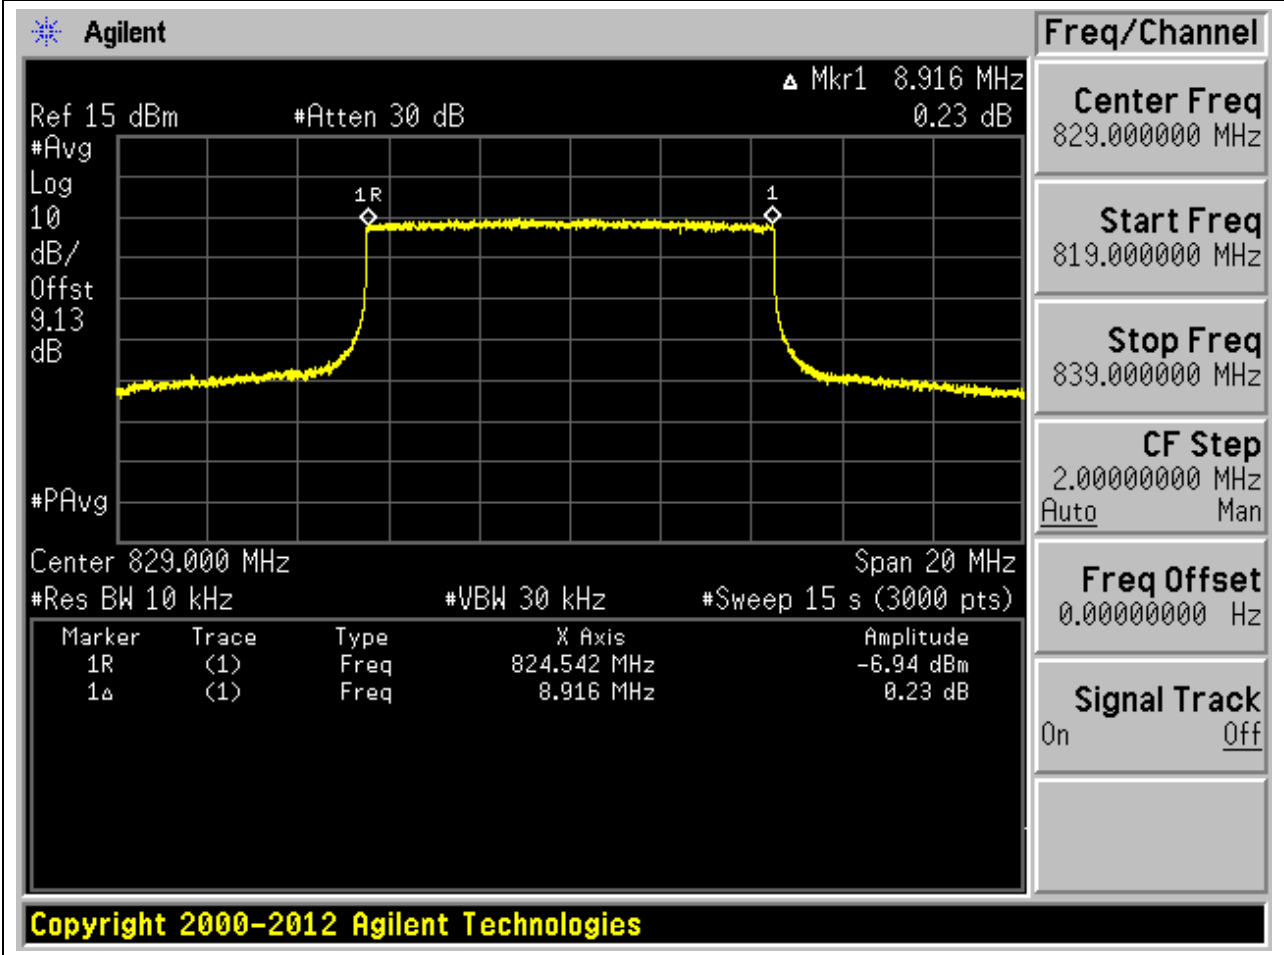 Agilent
Freq/Channel
Δ Mkr1 8.916 MHz
Ref 15 dBm #Atten 30 dB 0.23 dB
#Avg
Log
10
dB/
Offst
9.13
dB
1R
1
#PAvg
Center 829.000 MHz Span 20 MHz
#Res BW 10 kHz #VBW 30 kHz #Sweep 15 s (3000 pts)
Marker Trace Type X Axis Amplitude
1R (1) Freq 824.542 MHz -6.94 dBm
1Δ (1) Freq 8.916 MHz 0.23 dB
Center Freq
829.000000 MHz
Start Freq
819.000000 MHz
Stop Freq
839.000000 MHz
CF Step
2.00000000 MHz
Auto Man
Freq Offset
0.00000000 Hz
Signal Track
On Off
Copyright 2000-2012 Agilent Technologies